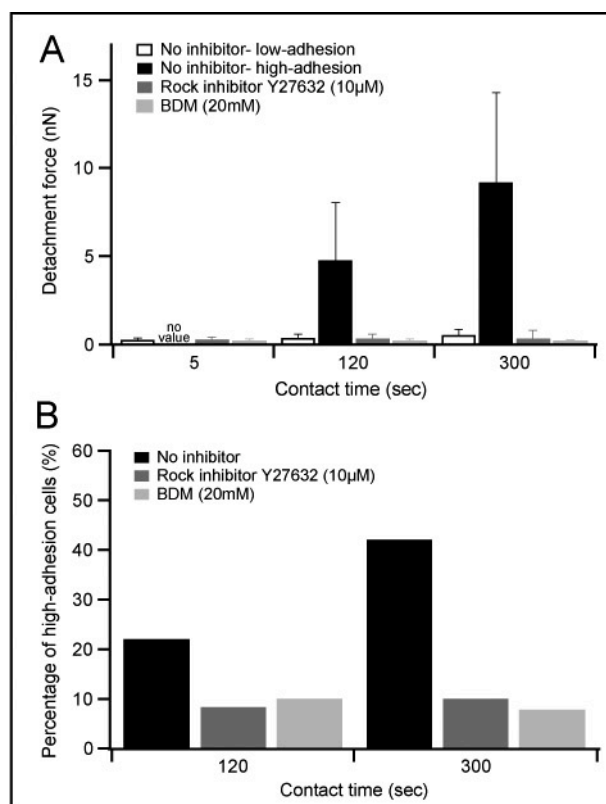 A
No inhibitor- low-adhesion
No inhibitor- high-adhesion
Rock inhibitor Y27632 (10µM)
BDM (20mM)
Detachment force (nN)
15
10
5
0
no
value
5
120
300
Contact time (sec)
B
No inhibitor
Rock inhibitor Y27632 (10µM)
BDM (20mM)
Percentage of high-adhesion cells (%)
60
50
40
30
20
10
0
120
300
Contact time (sec)